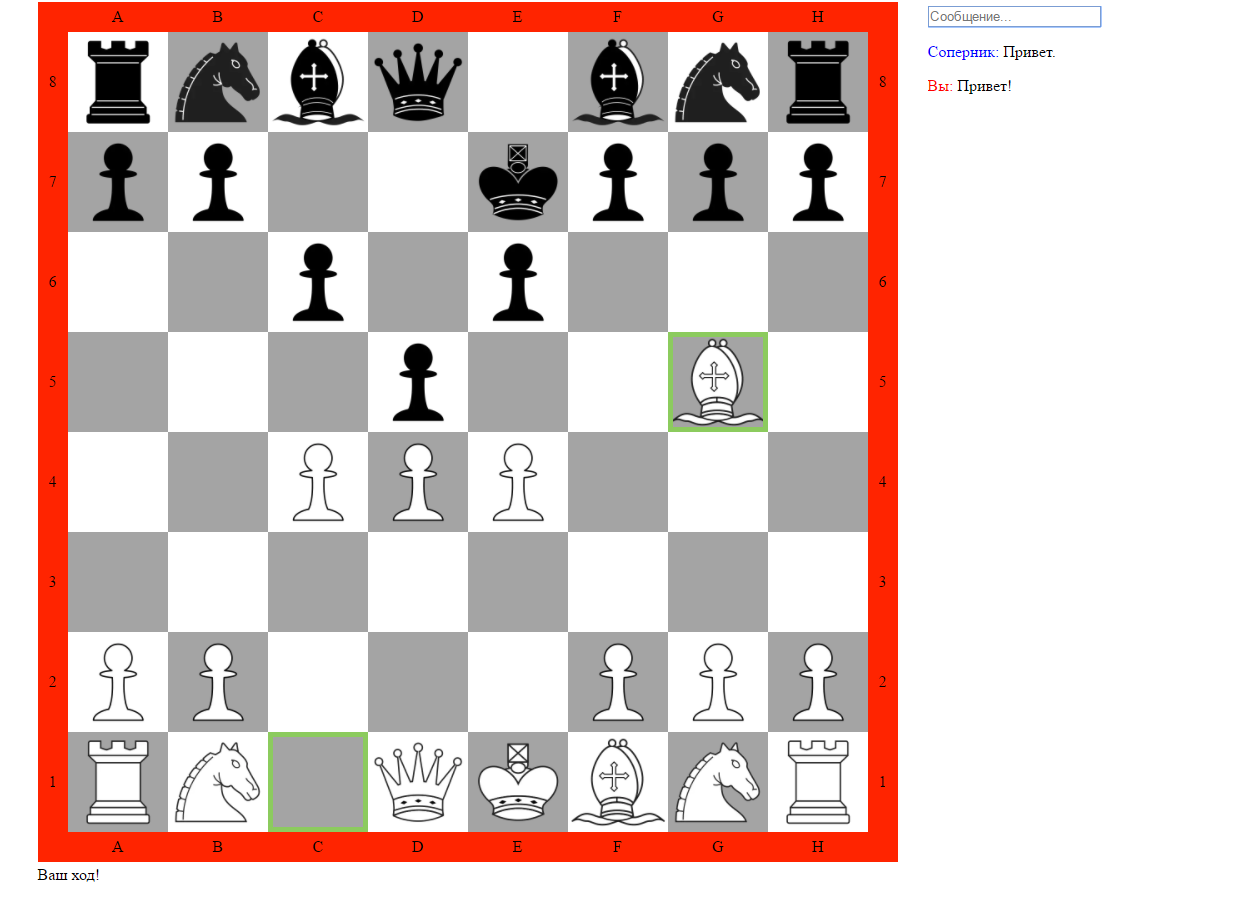 A B C D E F G H
8 8
7 7
6 6
5 5
4 4
3 3
2 2
1 1
A B C D E F G H
Ваш ход!
Сообщение...
Соперник: Привет.
Вы: Привет!